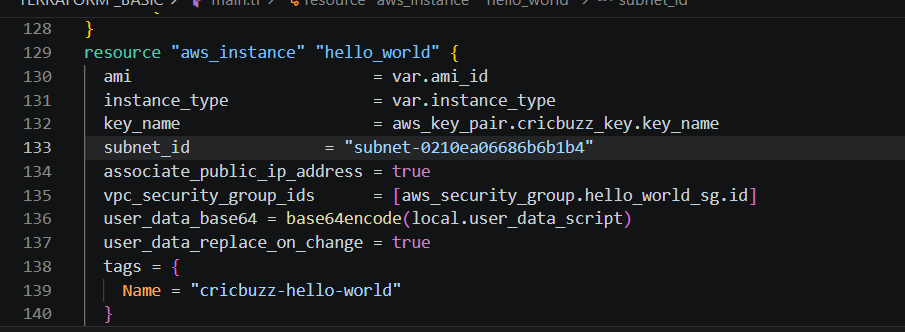 TERRAFORM _BASIC > main.tf > resource "aws_instance" "hello_world" > subnet_id
128 }
129 resource "aws_instance" "hello_world" {
130 ami = var.ami_id
131 instance_type = var.instance_type
132 key_name = aws_key_pair.cricbuzz_key.key_name
133 subnet_id = "subnet-0210ea06686b6b1b4"
134 associate_public_ip_address = true
135 vpc_security_group_ids = [aws_security_group.hello_world_sg.id]
136 user_data_base64 = base64encode(local.user_data_script)
137 user_data_replace_on_change = true
138 tags = {
139 Name = "cricbuzz-hello-world"
140 }